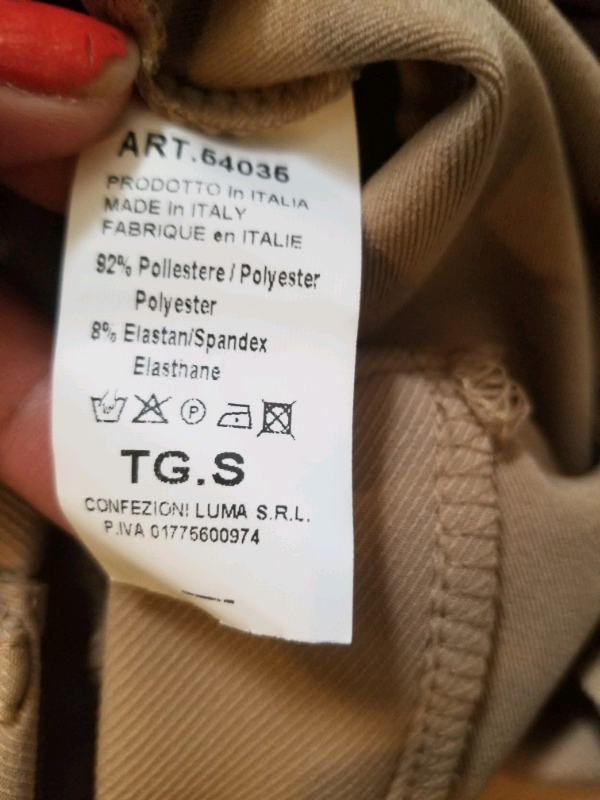 ART.54035
PRODOTTO in ITALIA
MADE in ITALY
FABRIQUE en ITALIE
92% Pollestere / Polyester
Polyester
8% Elastan/Spandex
Elasthane
P
TG.S
CONFEZIONI LUMA S.R.L.
P.IVA 01775600974